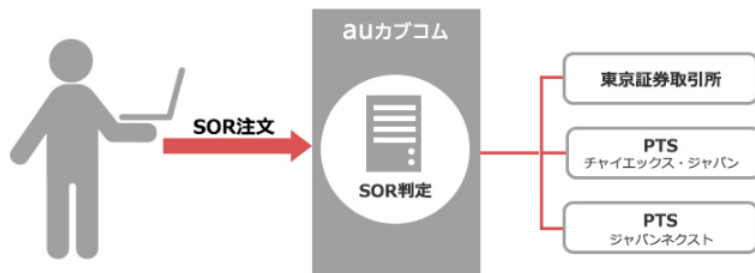 auカブコム
SOR注文
SOR判定
東京証券取引所
PTS
チャイエックス・ジャパン
PTS
ジャパンネクスト